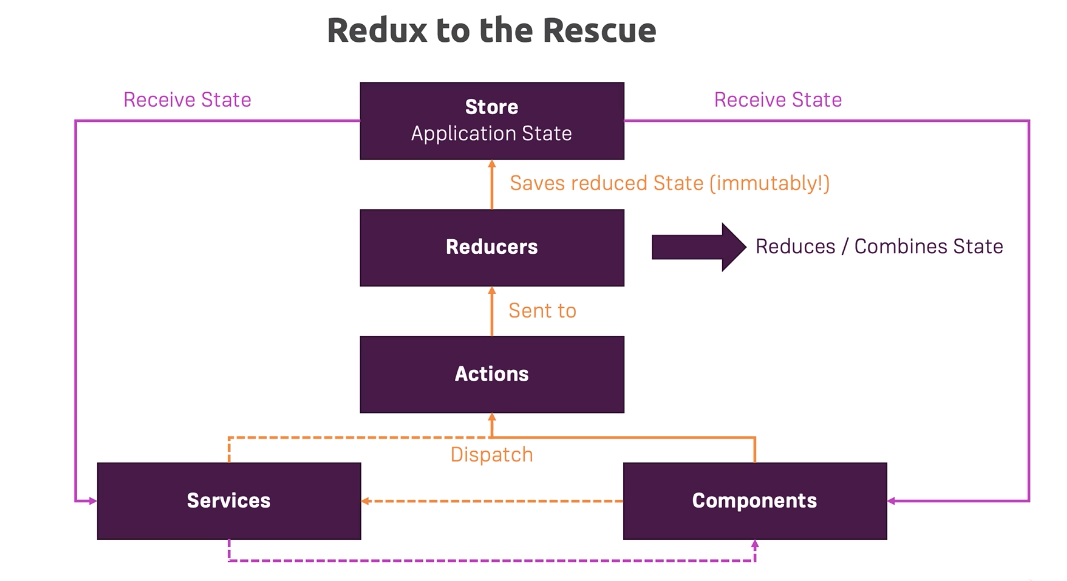 Redux to the Rescue
Receive State
Store
Application State
Receive State
Saves reduced State (immutably!)
Reducers
Reduces / Combines State
Sent to
Actions
Dispatch
Services
Components